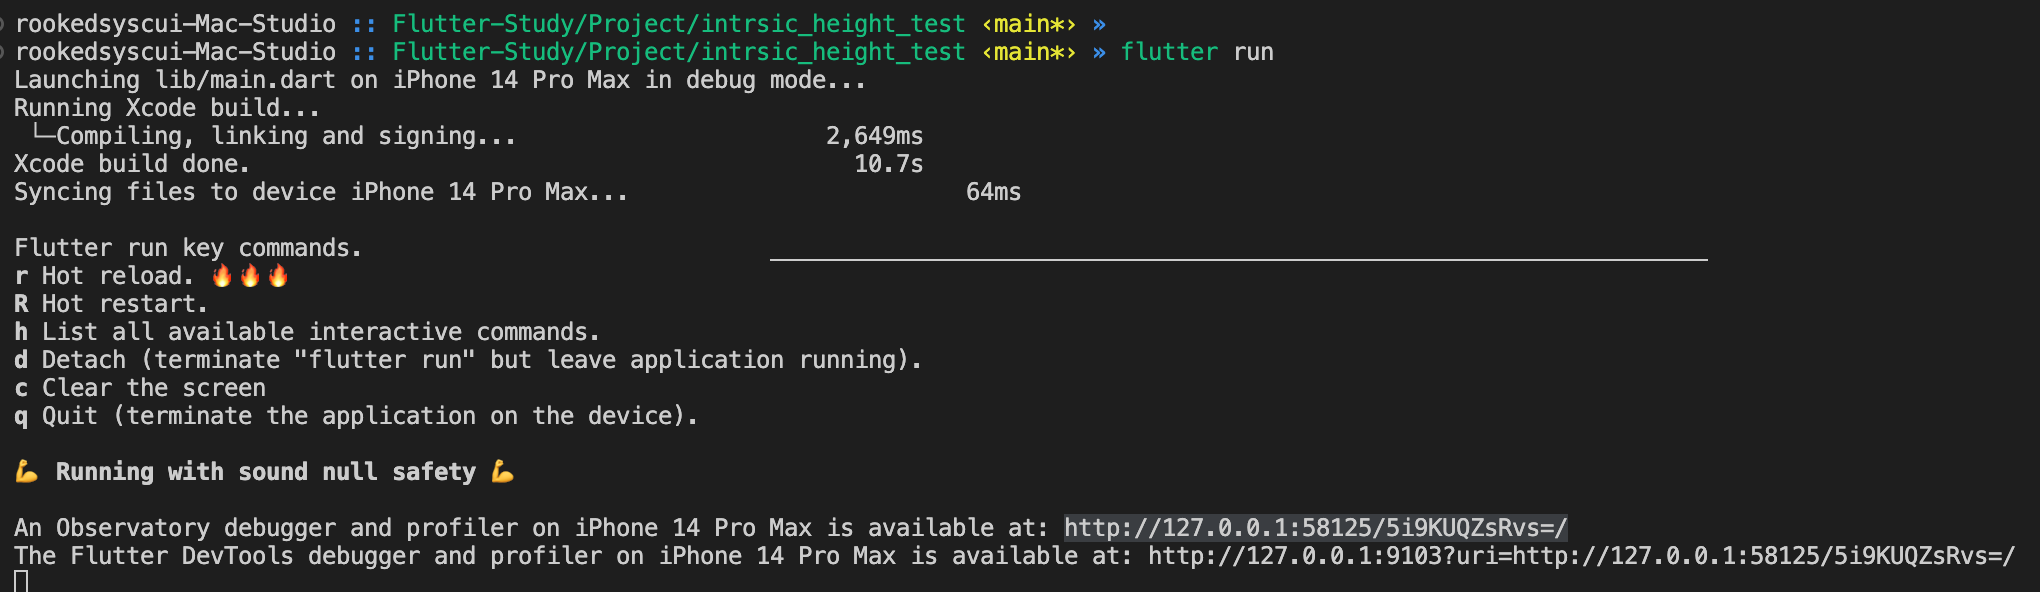 rookedsyscui-Mac-Studio :: Flutter-Study/Project/intrsic_height_test ‹main*› »
rookedsyscui-Mac-Studio :: Flutter-Study/Project/intrsic_height_test ‹main*› » flutter run
Launching lib/main.dart on iPhone 14 Pro Max in debug mode...
Running Xcode build...
└─Compiling, linking and signing... 2,649ms
Xcode build done. 10.7s
Syncing files to device iPhone 14 Pro Max... 64ms
Flutter run key commands.
r Hot reload. 🔥🔥🔥
R Hot restart.
h List all available interactive commands.
d Detach (terminate "flutter run" but leave application running).
c Clear the screen
q Quit (terminate the application on the device).
💪 Running with sound null safety 💪
An Observatory debugger and profiler on iPhone 14 Pro Max is available at: http://127.0.0.1:58125/5i9KUQZsRvs=/
The Flutter DevTools debugger and profiler on iPhone 14 Pro Max is available at: http://127.0.0.1:9103?uri=http://127.0.0.1:58125/5i9KUQZsRvs=/